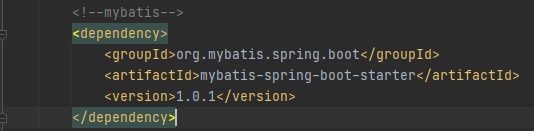 <!--mybatis-->
<dependency>
<groupId>org.mybatis.spring.boot</groupId>
<artifactId>mybatis-spring-boot-starter</artifactId>
<version>1.0.1</version>
</dependency>